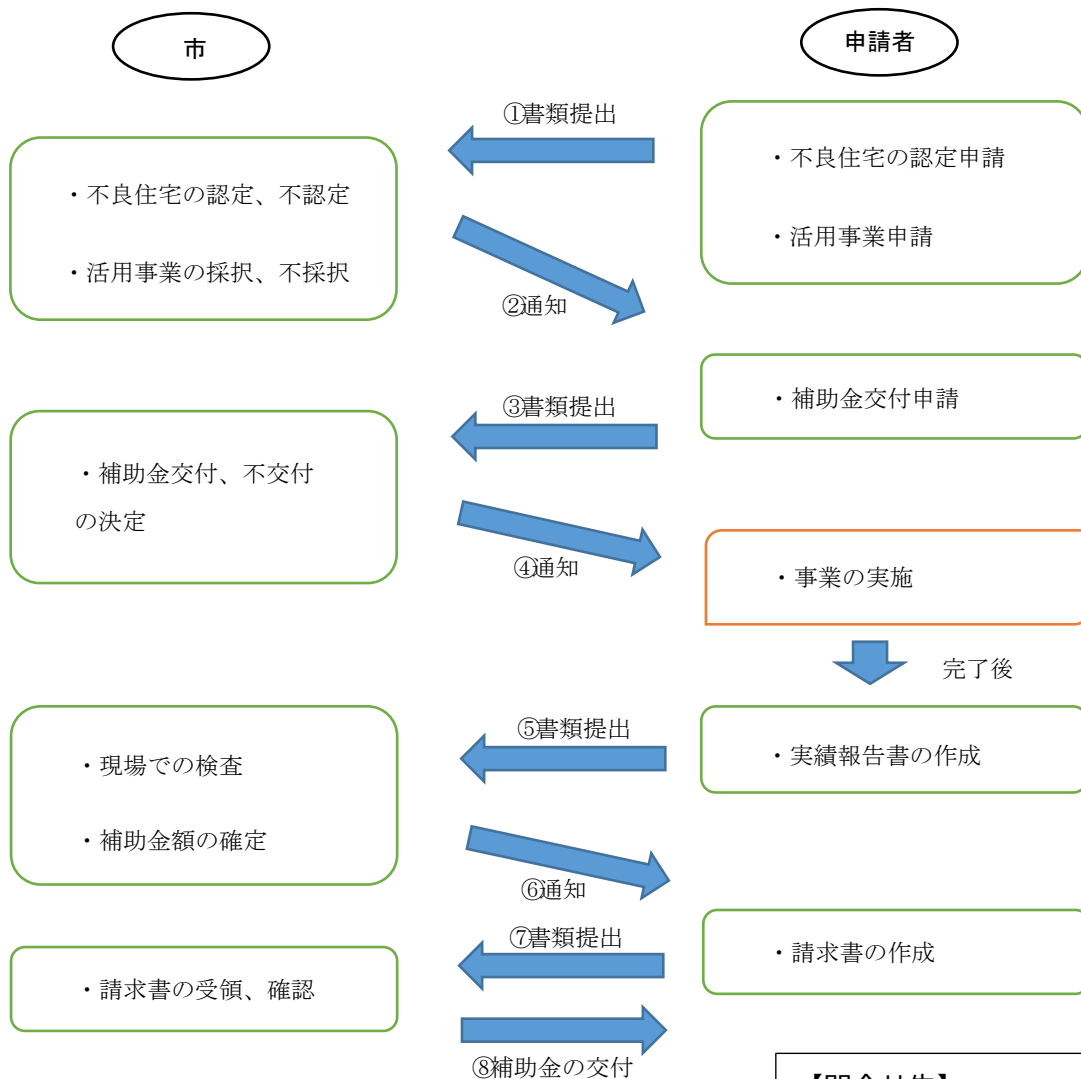 市
申請者
①書類提出
・不良住宅の認定申請
・活用事業申請
・不良住宅の認定、不認定
・活用事業の採択、不採択
②通知
③書類提出
・補助金交付申請
・補助金交付、不交付
の決定
④通知
・事業の実施
完了後
⑤書類提出
・実績報告書の作成
・現場での検査
・補助金額の確定
⑥通知
⑦書類提出
・請求書の作成
・請求書の受領、確認
⑧補助金の交付